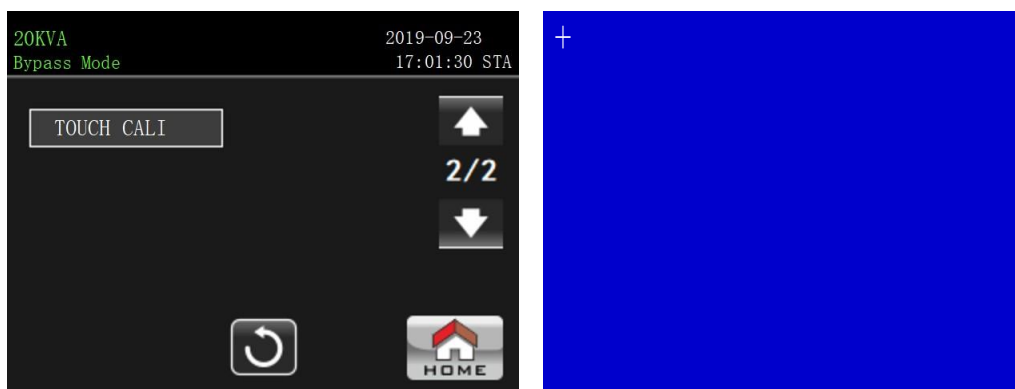 20KVA 2019-09-23
Bypass Mode 17:01:30 STA
TOUCH CALI
2/2
HOME